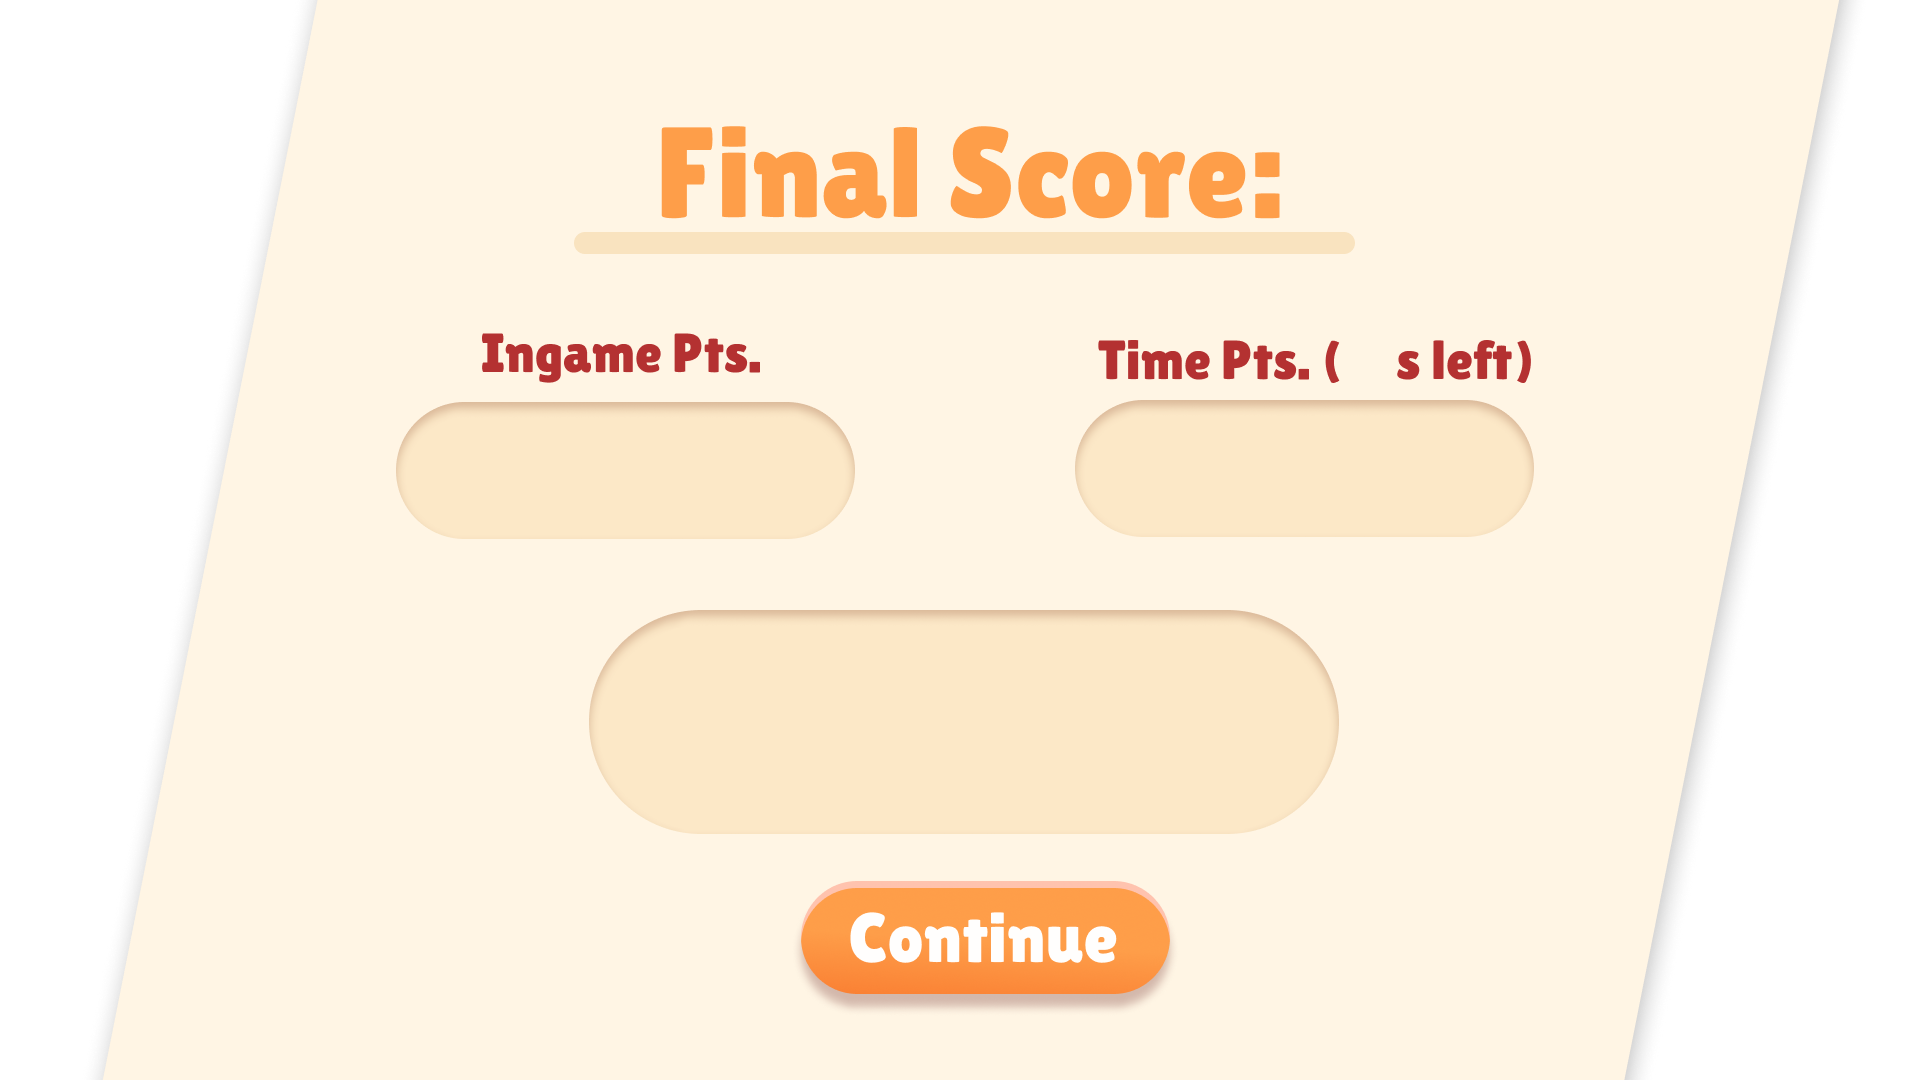 Final Score:
Ingame Pts.
Time Pts. ( s left)
Continue